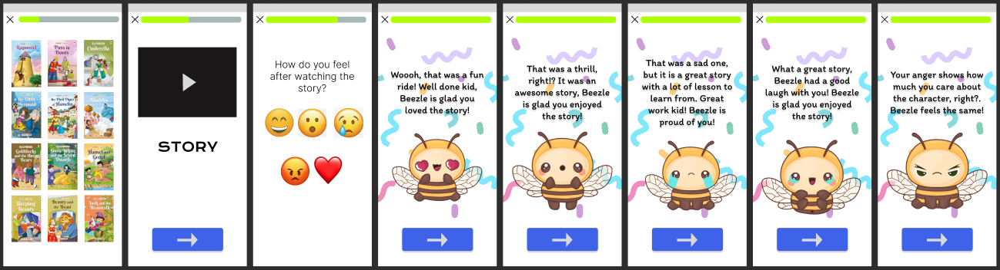 Rapunzel
Puss in
Boots
Cinderella
The Little
Mermaid
The Pied Piper
of Hamelin
Aladdin
Goldilocks
and the three
Bears
Snow White
and the Seven
Dwarfs
Hansel and
Gretel
Sleeping
Beauty
Beauty and
the Beast
Jack and the
Beanstalk
STORY
How do you feel
after watching the
story?
Woooh, that was a fun
ride! Well done kid,
Beezle is glad you
loved the story!
That was a thrill,
right!? It was an
awesome story, Beezle
is glad you enjoyed
the story!
That was a sad one,
but it is a great story
with a lot of lesson to
learn from. Great
work kid! Beezle is
proud of you!
What a great story,
Beezle had a good
laugh with you! Beezle
is glad you enjoyed
the story!
Your anger shows how
much you care about
the character, right?.
Beezle feels the same!